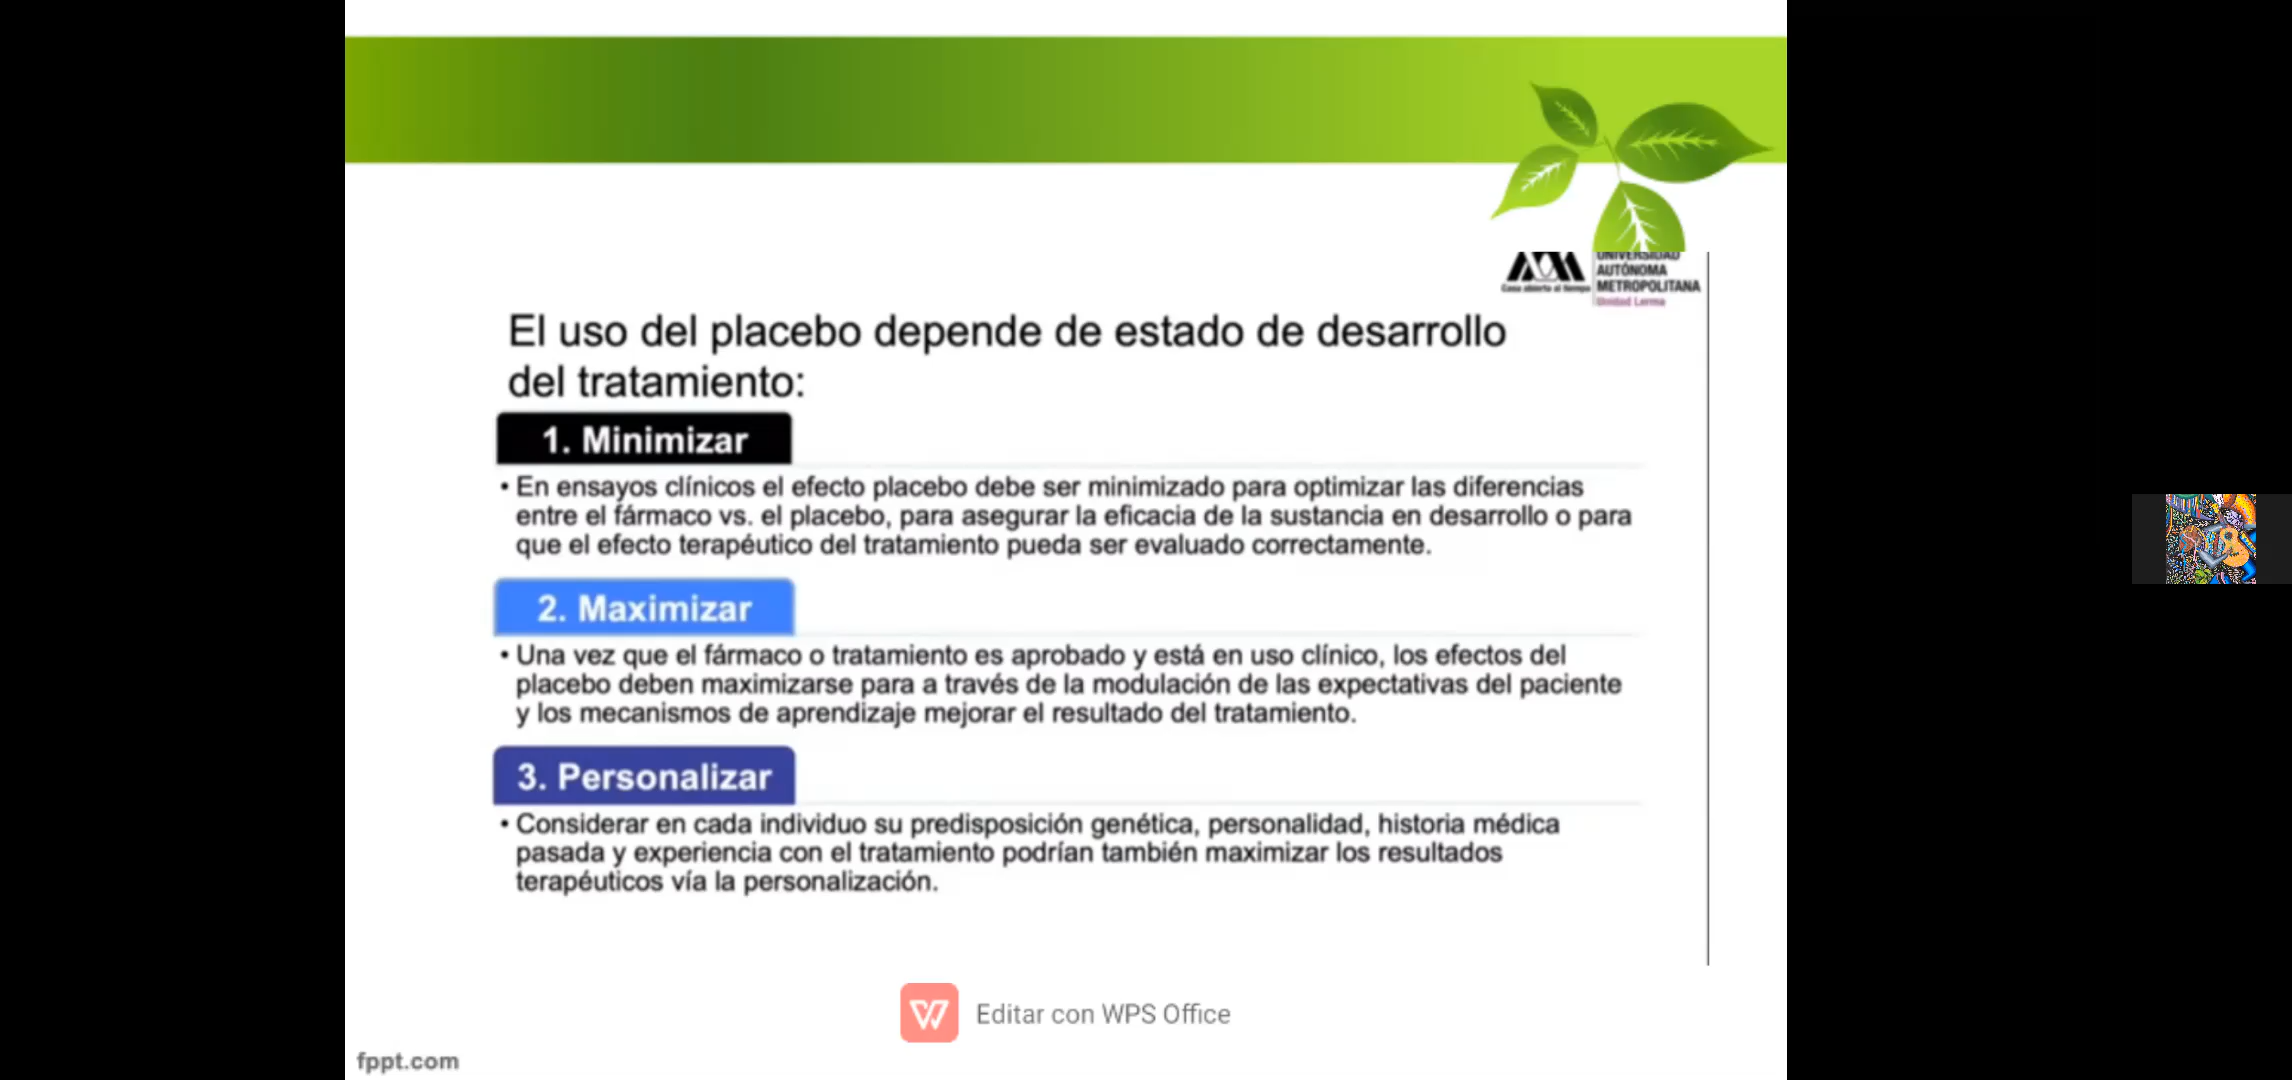 UNIVERSIDAD
AUTÓNOMA
METROPOLITANA
Casa abierta al tiempo
Unidad Lerma
El uso del placebo depende de estado de desarrollo
del tratamiento:
1. Minimizar
• En ensayos clínicos el efecto placebo debe ser minimizado para optimizar las diferencias
entre el fármaco vs. el placebo, para asegurar la eficacia de la sustancia en desarrollo o para
que el efecto terapéutico del tratamiento pueda ser evaluado correctamente.
2. Maximizar
• Una vez que el fármaco o tratamiento es aprobado y está en uso clínico, los efectos del
placebo deben maximizarse para a través de la modulación de las expectativas del paciente
y los mecanismos de aprendizaje mejorar el resultado del tratamiento.
3. Personalizar
• Considerar en cada individuo su predisposición genética, personalidad, historia médica
pasada y experiencia con el tratamiento podrían también maximizar los resultados
terapéuticos vía la personalización.
Editar con WPS Office
fppt.com